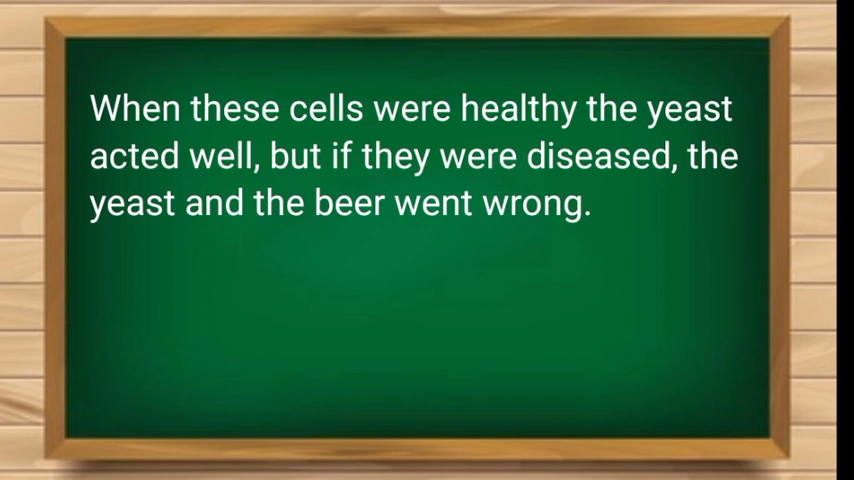 When these cells were healthy the yeast
acted well, but if they were diseased, the
yeast and the beer went wrong.